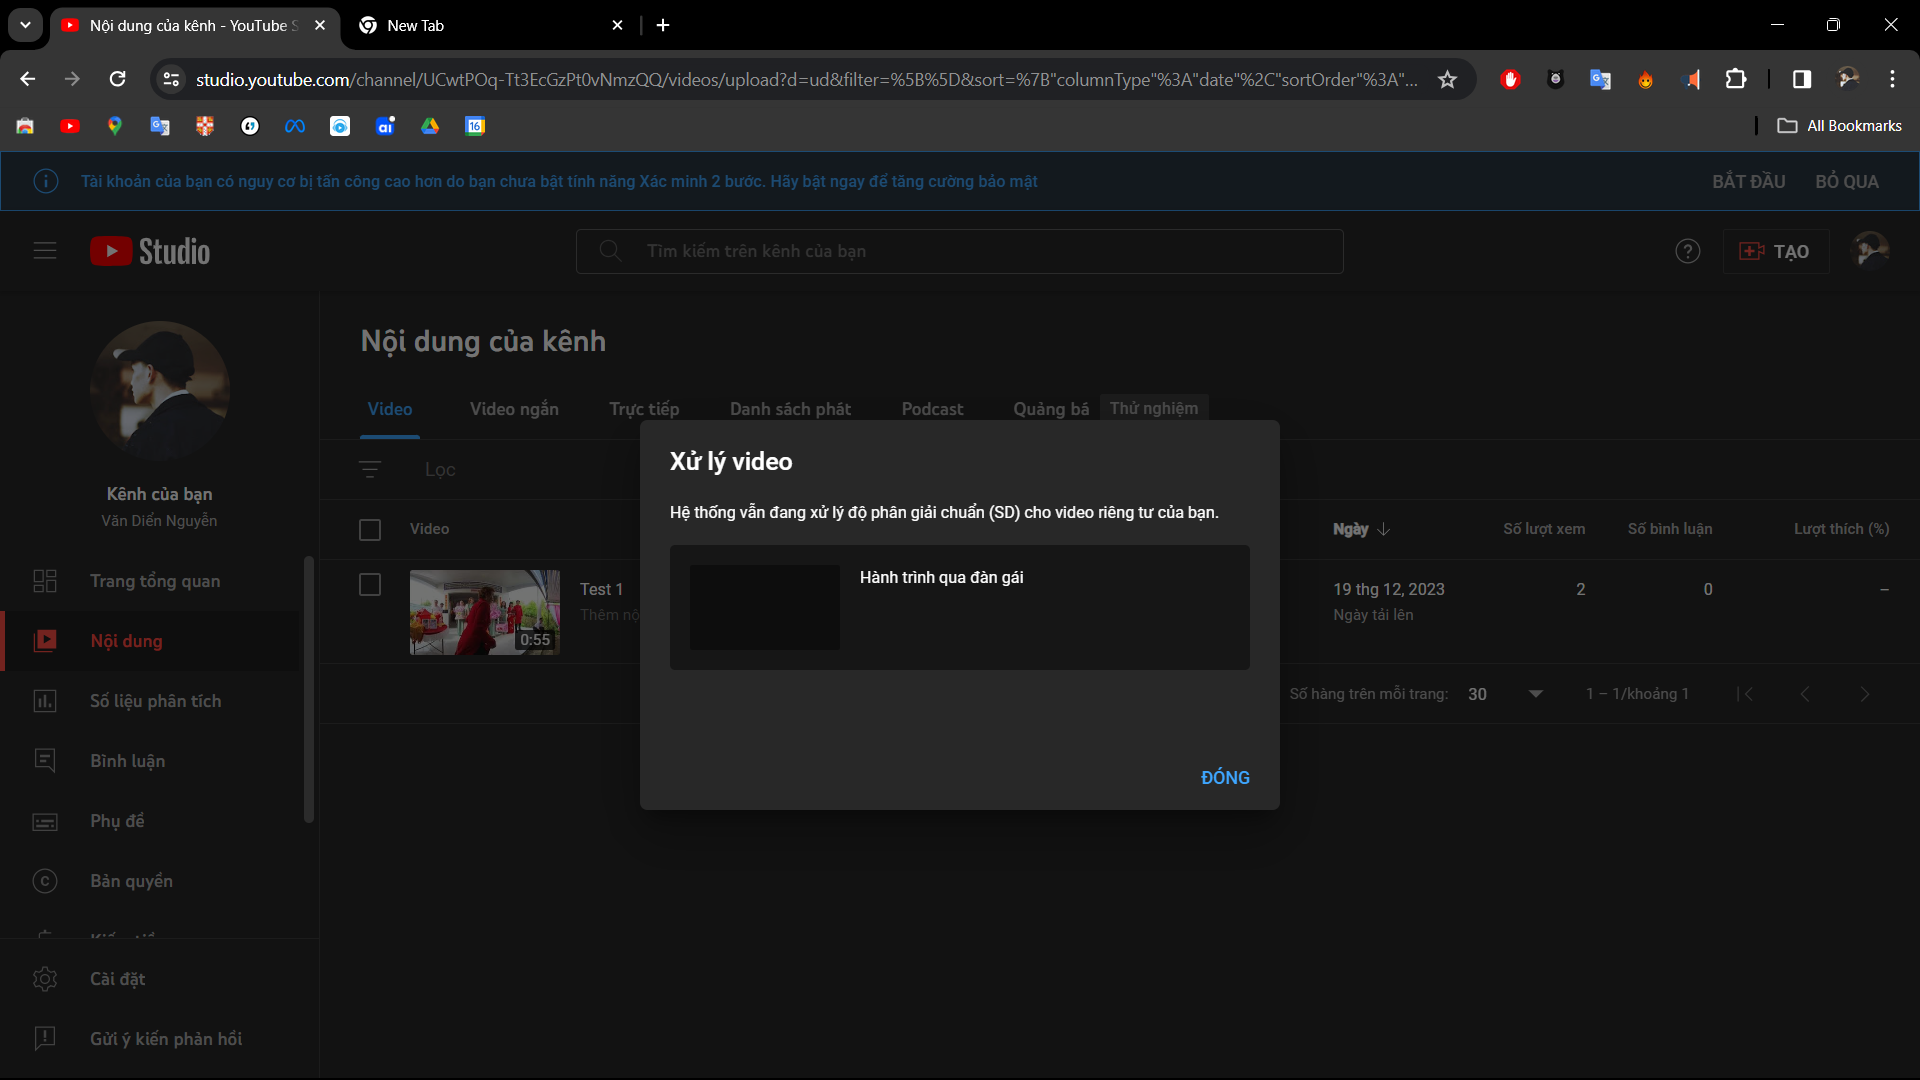 Nội dung của kênh - YouTube S
New Tab
studio.youtube.com/channel/UCwtPOq-Tt3EcGzPt0vNmzQQ/videos/upload?d=ud&filter=%5B%5D&sort=%7B"columnType"%3A"date"%2C"sortOrder"%3A"...
16
All Bookmarks
Tài khoản của bạn có nguy cơ bị tấn công cao hơn do bạn chưa bật tính năng Xác minh 2 bước. Hãy bật ngay để tăng cường bảo mật
BẮT ĐẦU
BỎ QUA
Studio
Tìm kiếm trên kênh của bạn
TẠO
Nội dung của kênh
Video
Video ngắn
Trực tiếp
Danh sách phát
Podcast
Quảng bá
Thử nghiệm
Xử lý video
Lọc
Kênh của bạn
Văn Diển Nguyễn
Hệ thống vẫn đang xử lý độ phân giải chuẩn (SD) cho video riêng tư của bạn.
Video
Ngày
Số lượt xem
Số bình luận
Lượt thích (%)
Hành trình qua đàn gái
Test 1
19 thg 12, 2023
2
0
–
Thêm nộ
Ngày tải lên
0:55
Số hàng trên mỗi trang:
30
1 – 1/khoảng 1
ĐÓNG
Trang tổng quan
Nội dung
Số liệu phân tích
Bình luận
Phụ đề
Bản quyền
Cài đặt
Gửi ý kiến phản hồi